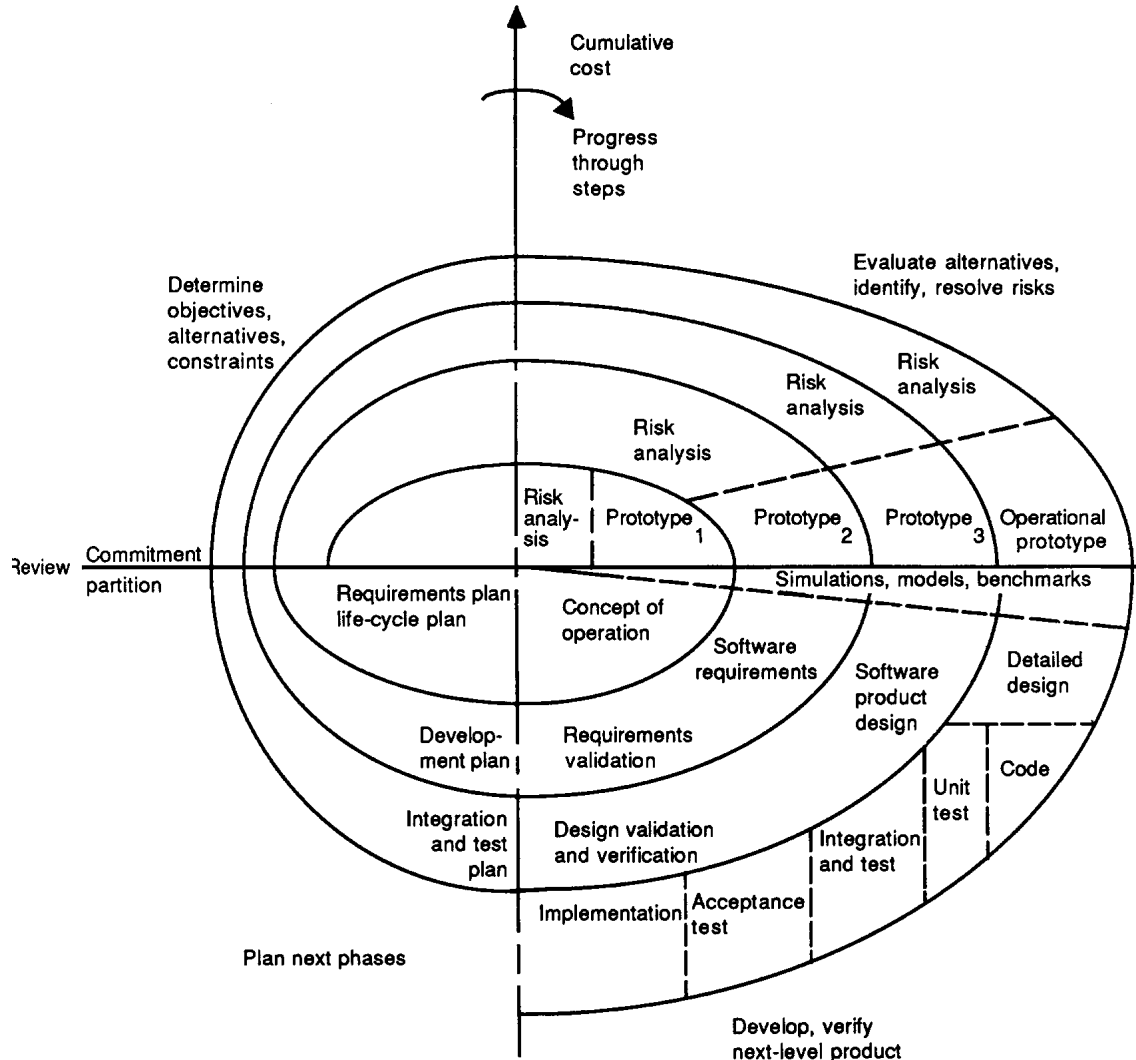 Cumulative
cost
Progress
through
steps
Evaluate alternatives,
identify, resolve risks
Determine
objectives,
alternatives,
constraints
Risk
analysis
Risk
analysis
Risk
analysis
Risk
analy-
sis
Prototype 1
Prototype 2
Prototype 3
Operational
prototype
Review
Commitment
partition
Simulations, models, benchmarks
Requirements plan
life-cycle plan
Concept of
operation
Software
requirements
Software
product
design
Detailed
design
Develop-
ment plan
Requirements
validation
Code
Unit
test
Integration
and test
plan
Design validation
and verification
Integration
and test
Acceptance
test
Implementation
Plan next phases
Develop, verify
next-level product